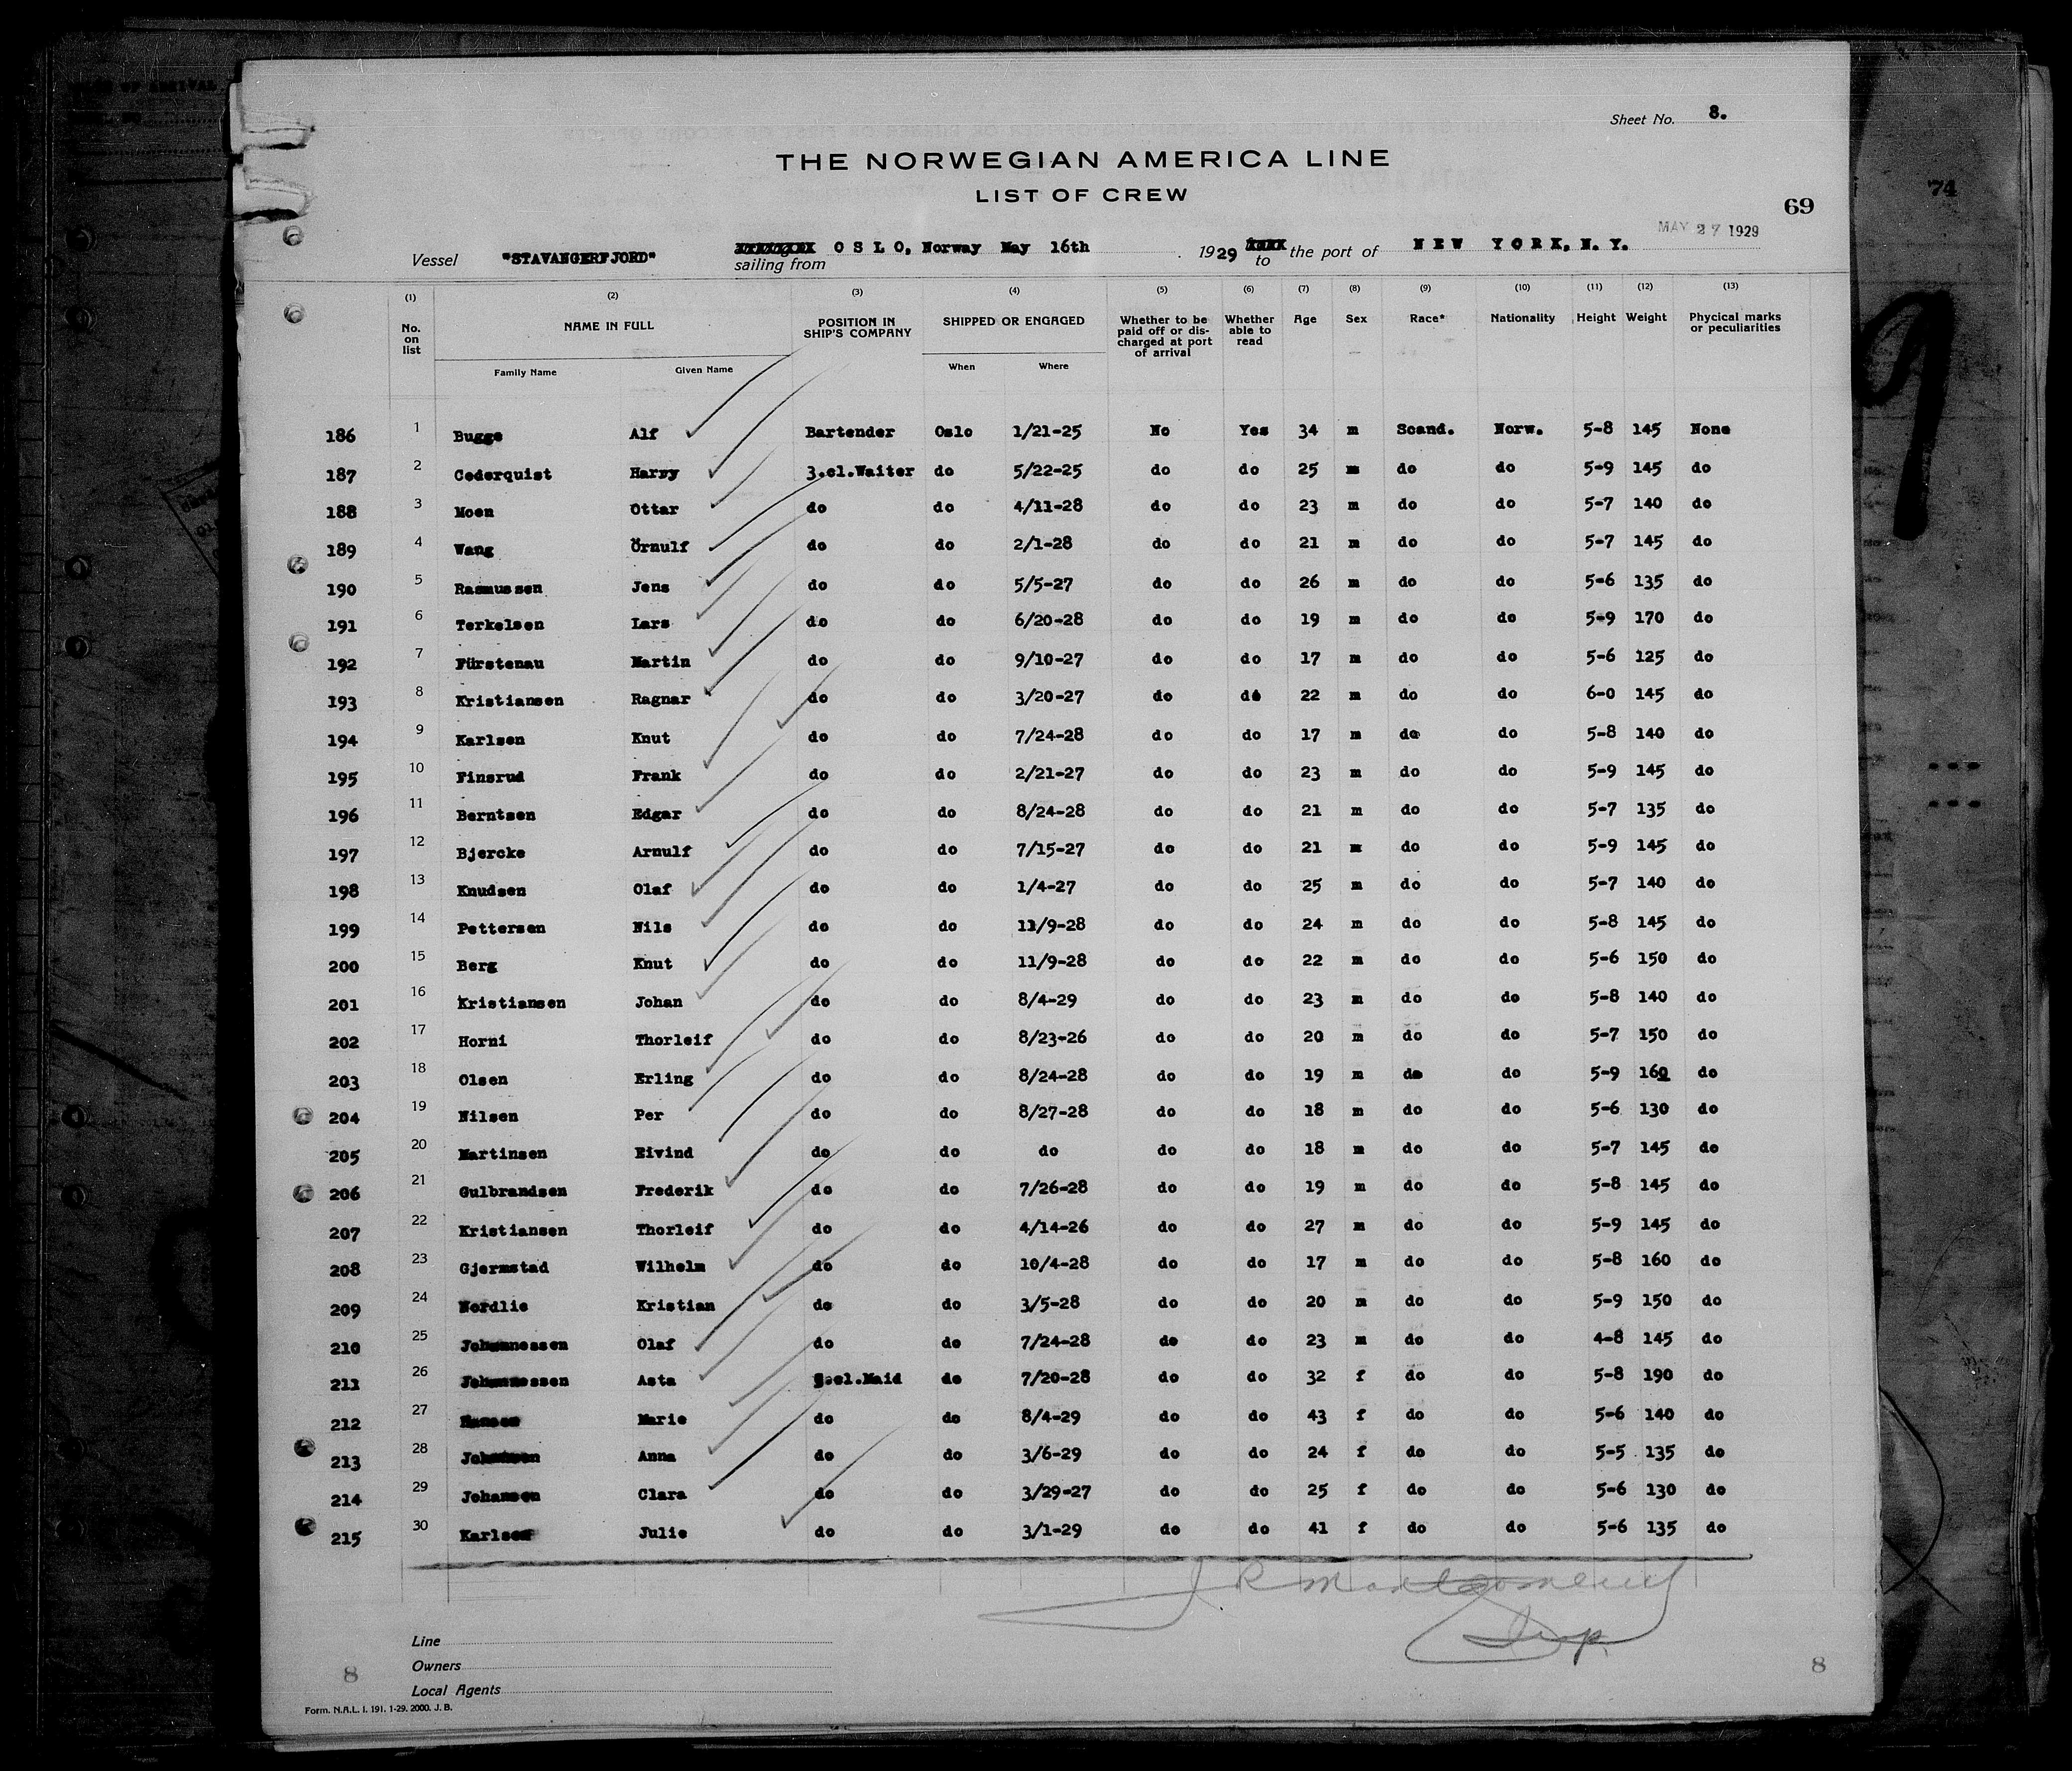 Sheet No. 8.
THE NORWEGIAN AMERICA LINE
LIST OF CREW
74
69
MAY 27 1929
Vessel "STAVANGERFJORD" sailing from OSLO, Norway May 16th . 1929 to the port of NEW YORK, N. Y.
(1) (2) (3) (4) (5) (6) (7) (8) (9) (10) (11) (12) (13)
No. on list NAME IN FULL POSITION IN SHIP'S COMPANY SHIPPED OR ENGAGED Whether to be paid off or discharged at port of arrival Whether able to read Age Sex Race* Nationality Height Weight Phycical marks or peculiarities
Family Name Given Name When Where
186 1 Bugge Alf Bartender Oslo 1/21-25 No Yes 34 m Scand. Norw. 5-8 145 None
187 2 Cederquist Harry 3.cl.Waiter do 5/22-25 do do 25 m do do 5-9 145 do
188 3 Moen Ottar do do 4/11-28 do do 23 m do do 5-7 140 do
189 4 Wang Örnulf do do 2/1-28 do do 21 m do do 5-7 145 do
190 5 Rasmussen Jens do do 5/5-27 do do 26 m do do 5-6 135 do
191 6 Terkelsen Lars do do 6/20-28 do do 19 m do do 5-9 170 do
192 7 Fürstenau Martin do do 9/10-27 do do 17 m do do 5-6 125 do
193 8 Kristiansen Ragnar do do 3/20-27 do do 22 m do do 6-0 145 do
194 9 Karlsen Knut do do 7/24-28 do do 17 m do do 5-8 140 do
195 10 Finsrud Frank do do 2/21-27 do do 23 m do do 5-9 145 do
196 11 Berntsen Edgar do do 8/24-28 do do 21 m do do 5-7 135 do
197 12 Bjercke Arnulf do do 7/15-27 do do 21 m do do 5-9 145 do
198 13 Knudsen Olaf do do 1/4-27 do do 25 m do do 5-7 140 do
199 14 Pettersen Nils do do 11/9-28 do do 24 m do do 5-8 145 do
200 15 Berg Knut do do 11/9-28 do do 22 m do do 5-6 150 do
201 16 Kristiansen Johan do do 8/4-29 do do 23 m do do 5-8 140 do
202 17 Horni Thorleif do do 8/23-26 do do 20 m do do 5-7 150 do
203 18 Olsen Erling do do 8/24-28 do do 19 m do do 5-9 160 do
204 19 Nilsen Per do do 8/27-28 do do 18 m do do 5-6 130 do
205 20 Martinsen Eivind do do do do do 18 m do do 5-7 145 do
206 21 Gulbrandsen Frederik do do 7/26-28 do do 19 m do do 5-8 145 do
207 22 Kristiansen Thorleif do do 4/14-26 do do 27 m do do 5-9 145 do
208 23 Gjermstad Wilhelm do do 10/4-28 do do 17 m do do 5-8 160 do
209 24 Nordlie Kristian do do 3/5-28 do do 20 m do do 5-9 150 do
210 25 Johannessen Olaf do do 7/24-28 do do 23 m do do 4-8 145 do
211 26 Johannessen Asta do 7/20-28 do do 32 f do do 5-8 190 do
212 27 Hansen Marie do do 8/4-29 do do 43 f do do 5-6 140 do
213 28 Anna do do 3/6-29 do do 24 f do do 5-5 135 do
214 29 Johansen Clara do do 3/29-27 do do 25 f do do 5-6 130 do
215 30 Karlsen Julie do do 3/1-29 do do 41 f do do 5-6 135 do
J R Montgomery
Insp.
Line
Owners
Local Agents
8 8
Form. N.A.L. I. 191. 1-29. 2000. J. B.